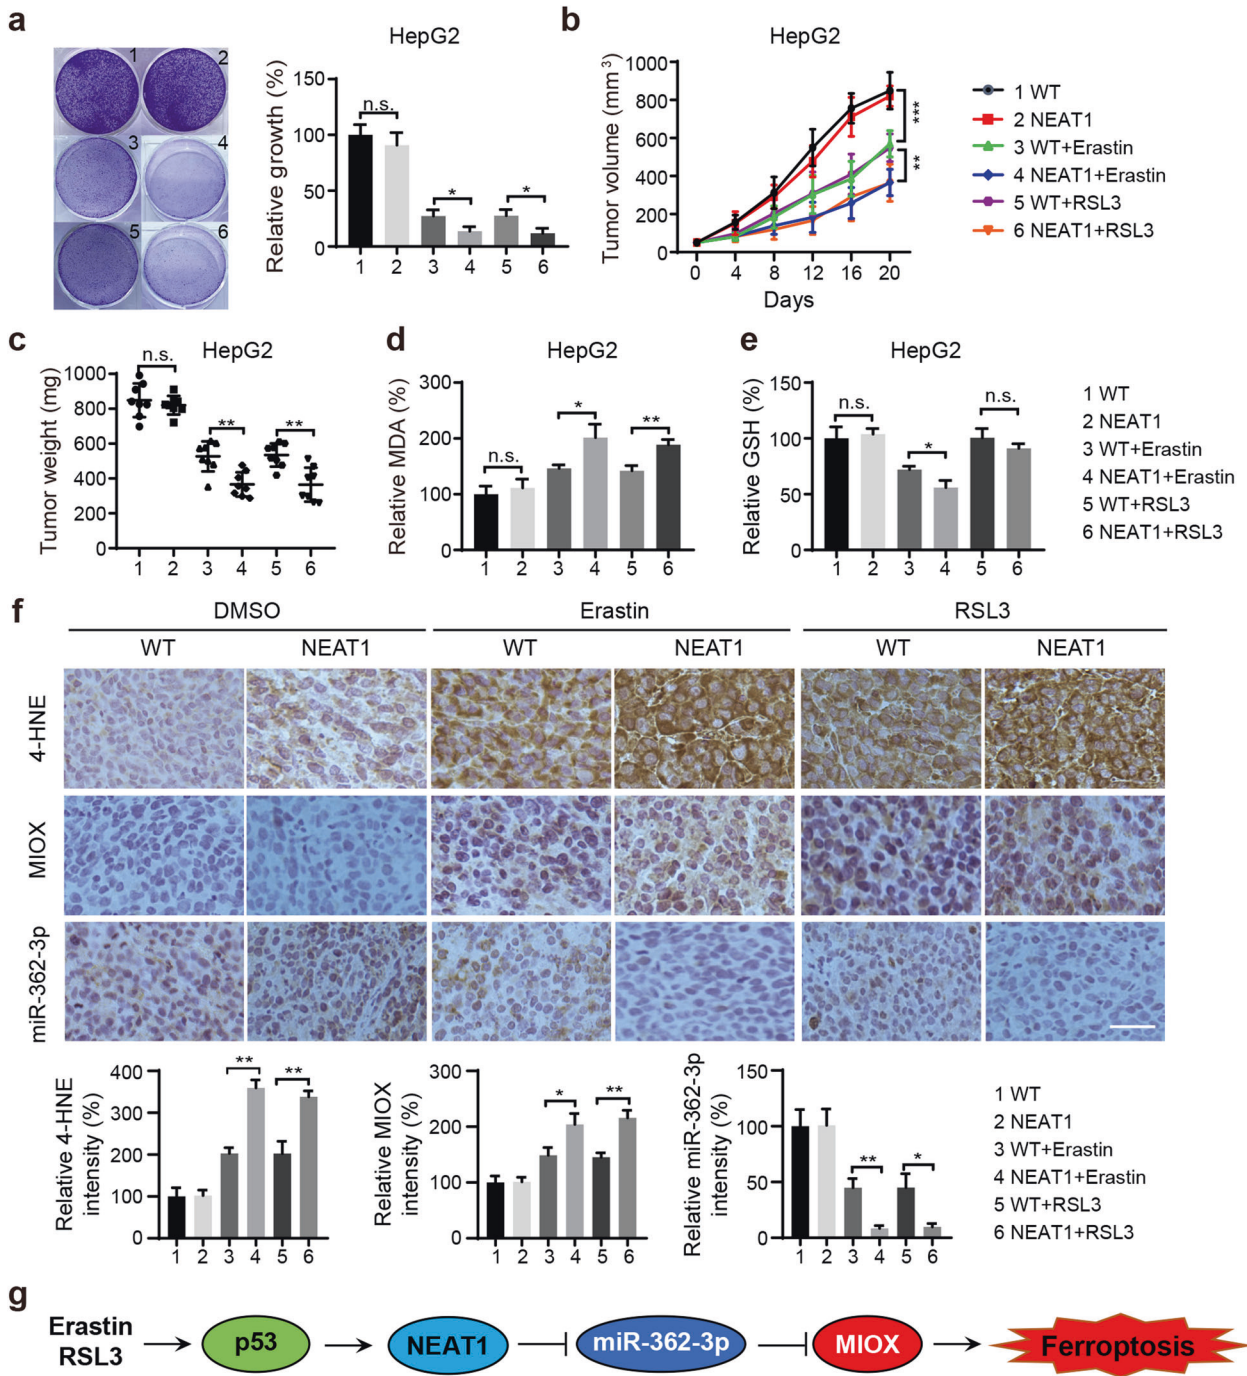 a
1
2
3
4
5
6
HepG2
Relative growth (%)
150
100
50
0
n.s.
*
*
1 2 3 4 5 6
b
HepG2
Tumor volume (mm3)
1000
800
600
400
200
0
0 4 8 12 16 20
Days
***
**
1 WT
2 NEAT1
3 WT+Erastin
4 NEAT1+Erastin
5 WT+RSL3
6 NEAT1+RSL3
c
HepG2
Tumor weight (mg)
1000
800
600
400
200
0
n.s.
**
**
1 2 3 4 5 6
d
HepG2
Relative MDA (%)
300
200
100
0
n.s.
*
**
1 2 3 4 5 6
e
HepG2
Relative GSH (%)
150
100
50
0
n.s.
*
n.s.
1 2 3 4 5 6
1 WT
2 NEAT1
3 WT+Erastin
4 NEAT1+Erastin
5 WT+RSL3
6 NEAT1+RSL3
f
DMSO Erastin RSL3
WT NEAT1 WT NEAT1 WT NEAT1
4-HNE
MIOX
miR-362-3p
Relative 4-HNE
intensity (%)
400
300
200
100
0
**
**
1 2 3 4 5 6
Relative MIOX
intensity (%)
300
200
100
0
*
**
1 2 3 4 5 6
Relative miR-362-3p
intensity (%)
150
100
50
0
**
*
1 2 3 4 5 6
1 WT
2 NEAT1
3 WT+Erastin
4 NEAT1+Erastin
5 WT+RSL3
6 NEAT1+RSL3
g
Erastin
RSL3
p53
NEAT1
miR-362-3p
MIOX
Ferroptosis